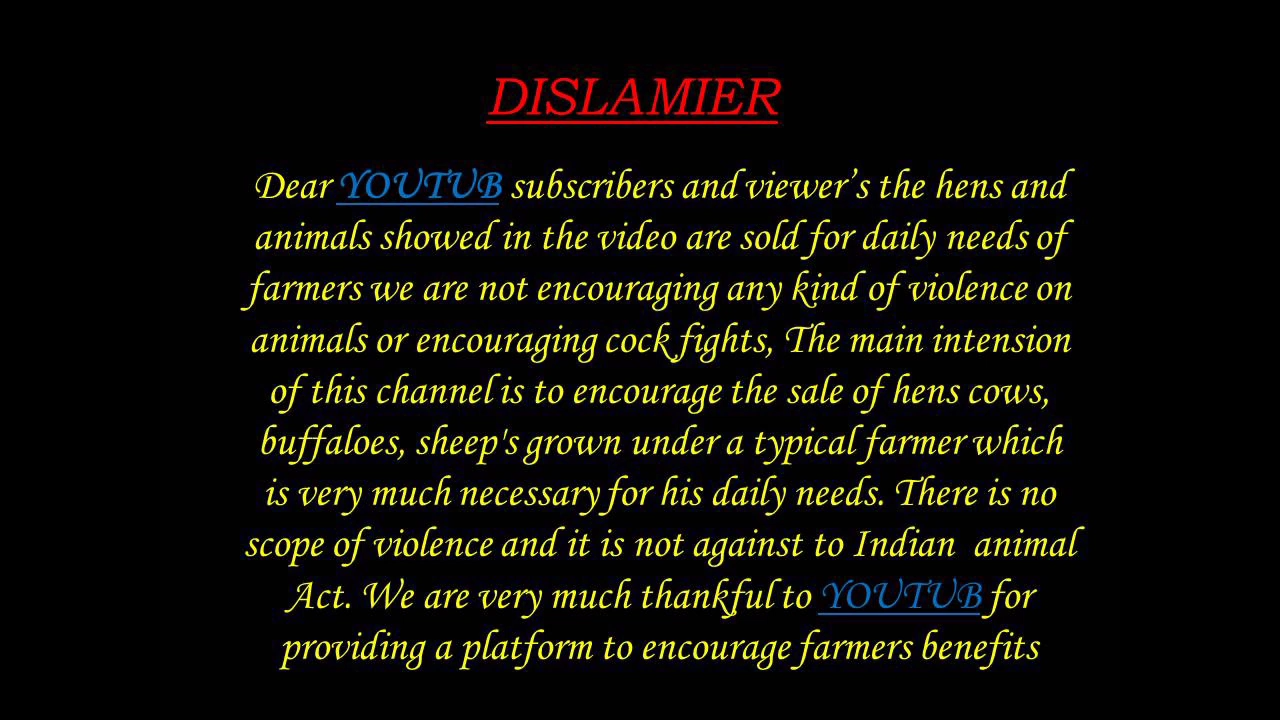 DISLAMIER
Dear YOUTUB subscribers and viewer’s the hens and
animals showed in the video are sold for daily needs of
farmers we are not encouraging any kind of violence on
animals or encouraging cock fights, The main intension
of this channel is to encourage the sale of hens cows,
buffaloes, sheep's grown under a typical farmer which
is very much necessary for his daily needs. There is no
scope of violence and it is not against to Indian  animal
Act. We are very much thankful to YOUTUB for
providing a platform to encourage farmers benefits